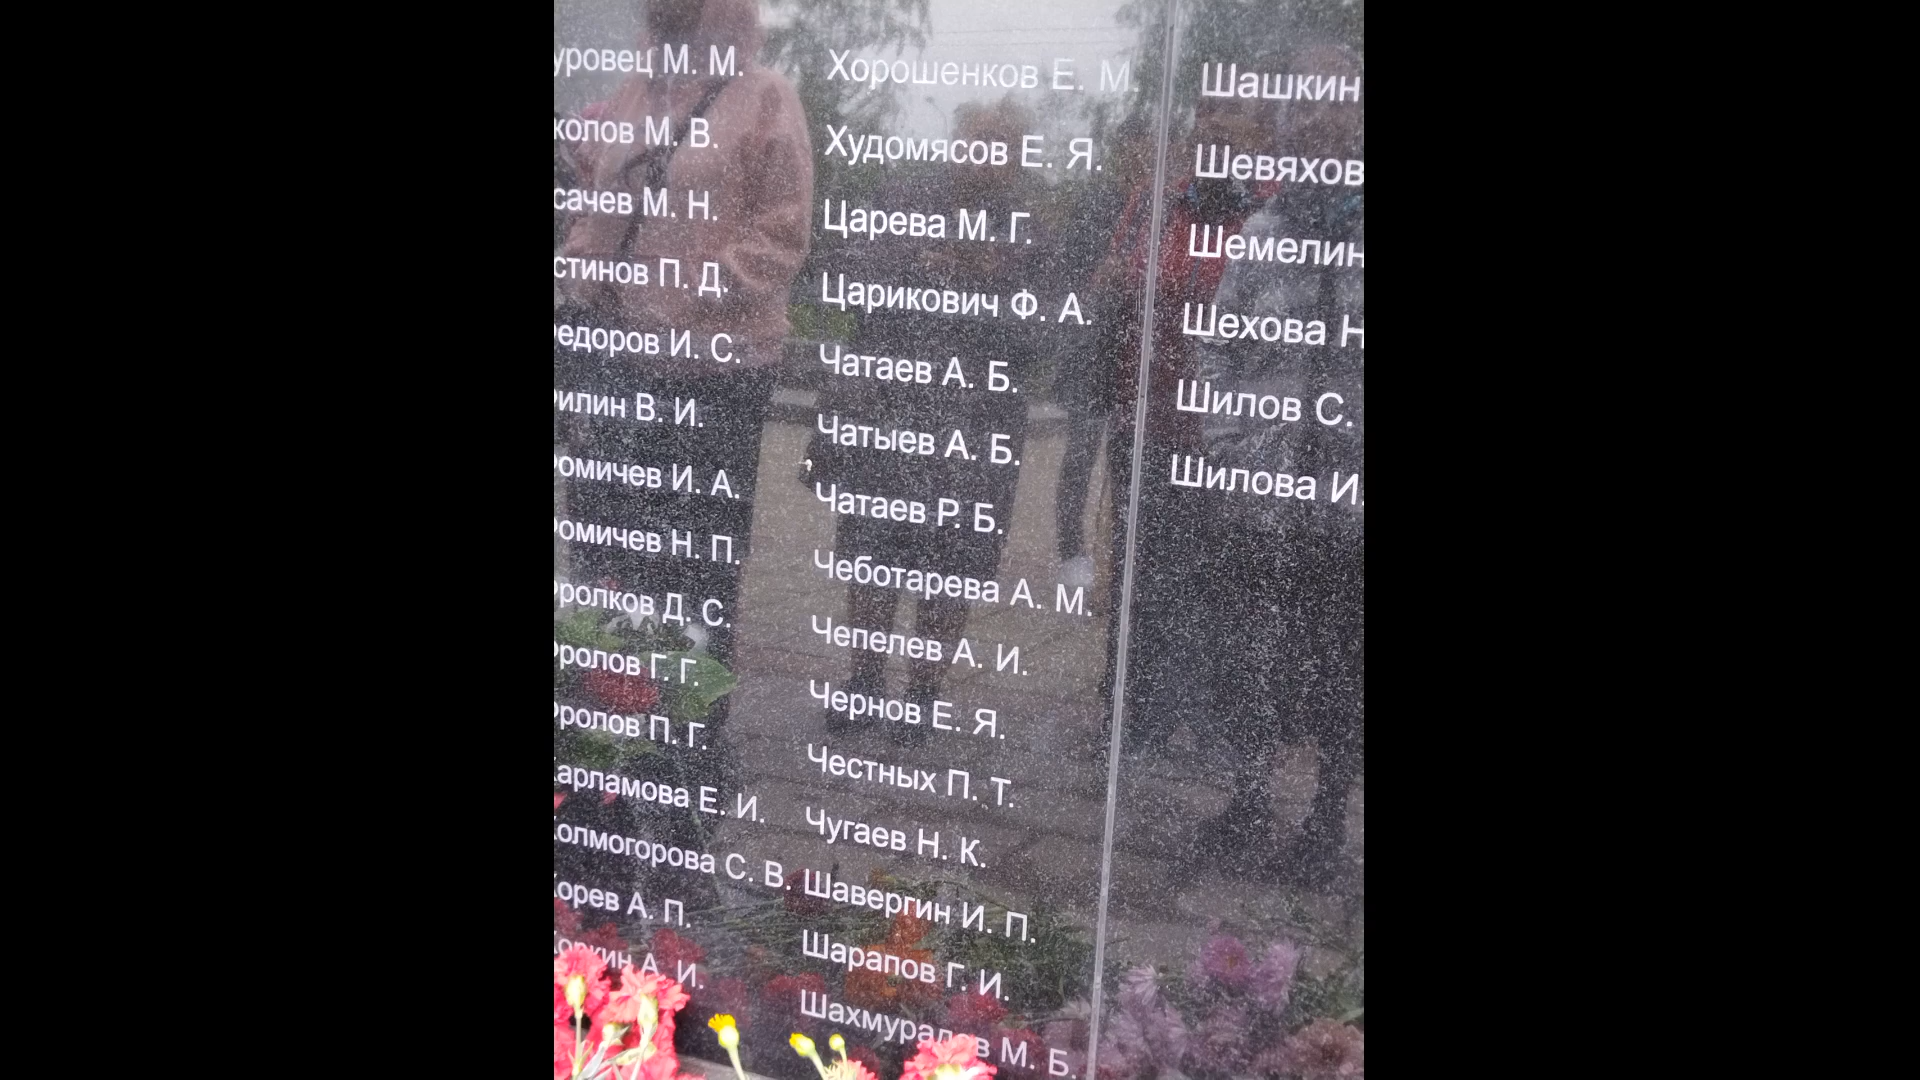 уровец М. М.
колов М. В.
сачев М. Н.
стинов П. Д.
едоров И. С.
илин В. И.
омичев И. А.
омичев Н. П.
ролков Д. С.
ролов Г. Г.
ролов П. Г.
арламова Е. И.
олмогорова С. В.
орев А. П.
А. И.
Хорошенков Е. М.
Худомясов Е. Я.
Царева М. Г.
Царикович Ф. А.
Чатаев А. Б.
Чатыев А. Б.
Чатаев Р. Б.
Чеботарева А. М.
Чепелев А. И.
Чернов Е. Я.
Честных П. Т.
Чугаев Н. К.
Шавергин И. П.
Шарапов Г. И.
Шахмурадов М. Б.
Шашкин
Шевяхов
Шемелин
Шехова Н
Шилов С.
Шилова И.